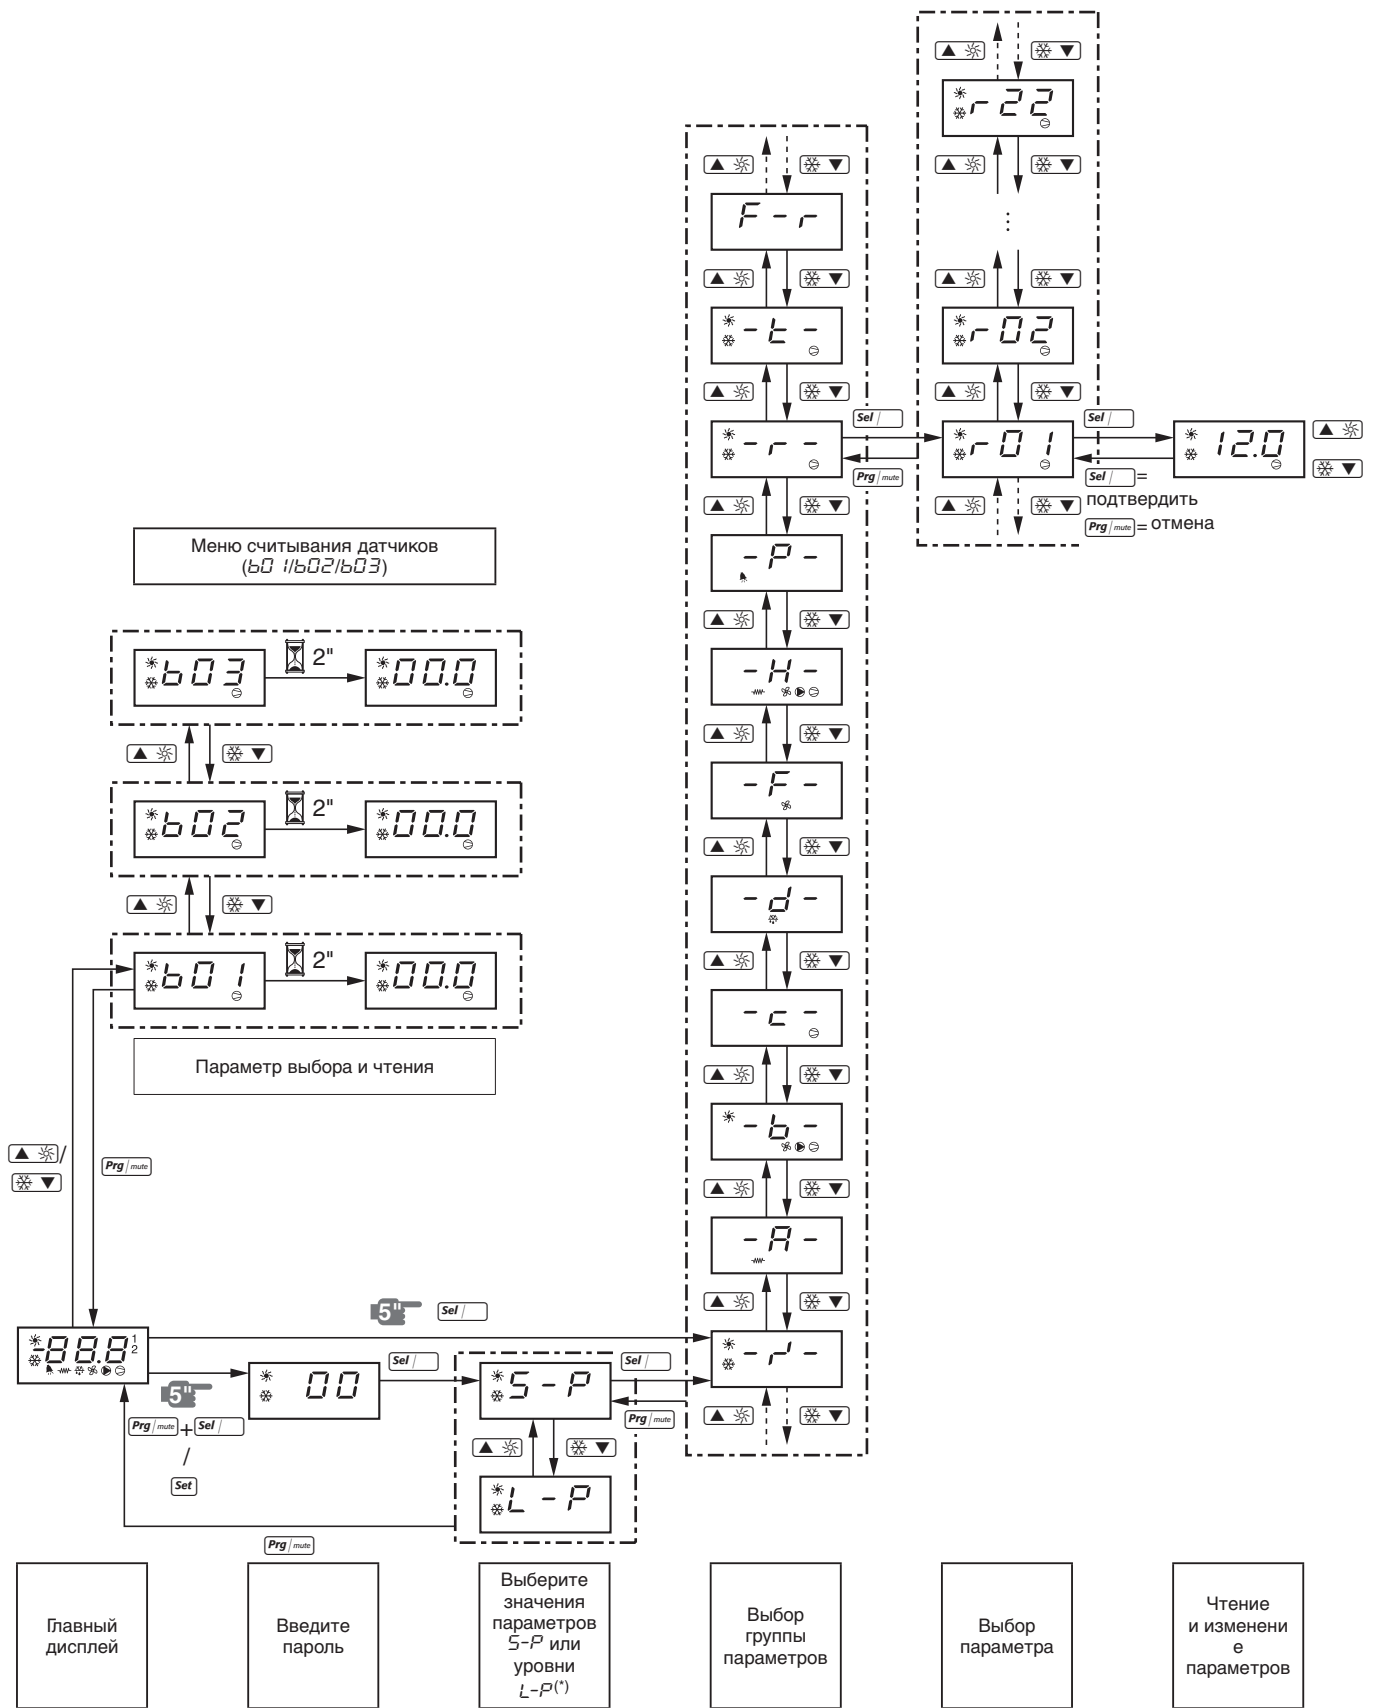 r22
F-r
-t-
r02
-r-
Sel
r01
Sel
12.0
Prg/mute
Sel =
подтвердить
Prg/mute = отмена
-P-
Меню считывания датчиков
(b01/b02/b03)
-H-
b03
2"
00.0
-F-
b02
2"
00.0
-d-
b01
2"
00.0
-c-
Параметр выбора и чтения
-b-
/
Prg/mute
-A-
5"
Sel
-88.8
1
2
-/-
Sel
Sel
00
S-P
5"
Prg/mute
Prg/mute + Sel
/
Set
L-P
Prg/mute
Главный
дисплей
Введите
пароль
Выберите
значения
параметров
S-P или
уровни
L-P(*)
Выбор
группы
параметров
Выбор
параметра
Чтение
и изменени
е
параметров